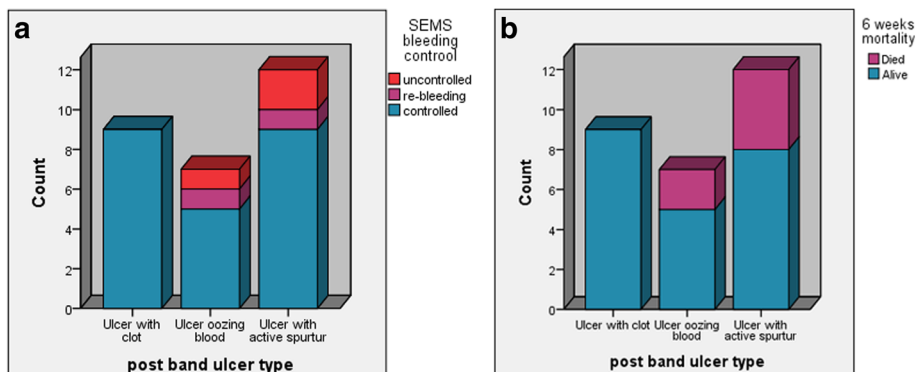 a
SEMS
bleeding
controol
uncontrolled
re-bleeding
controlled
Count
12
10
8
6
4
2
0
Ulcer with
clot
Ulcer oozing
blood
Ulcer with
active spurtur
post band ulcer type
b
6 weeks
mortality
Died
Alive
Count
12
10
8
6
4
2
0
Ulcer with clot
Ulcer oozing
blood
Ulcer with
active spurtur
post band ulcer type